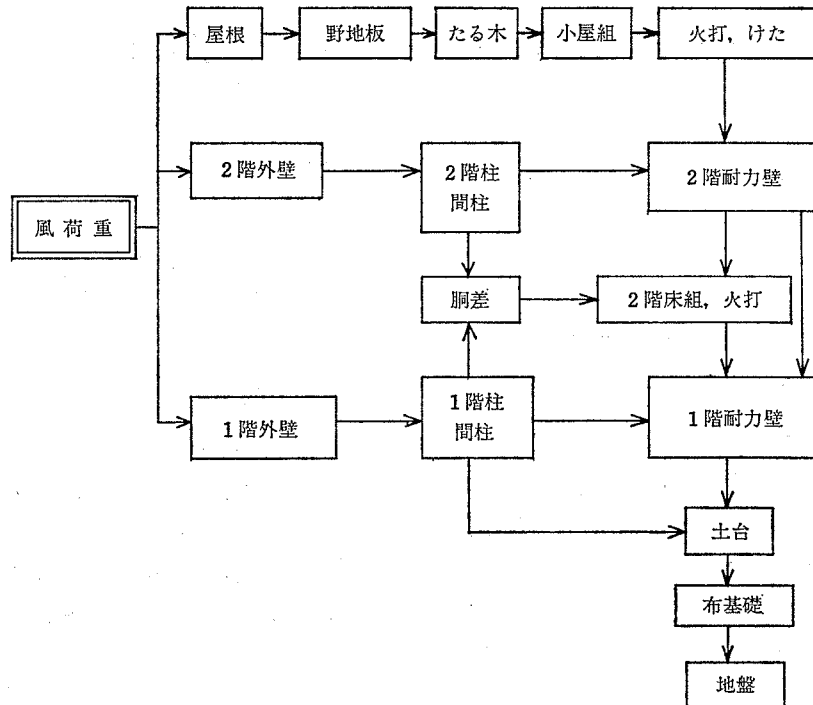 屋根
野地板
たる木
小屋組
火打，けた
2階外壁
2階柱
間柱
2階耐力壁
風荷重
胴差
2階床組，火打
1階外壁
1階柱
間柱
1階耐力壁
土台
布基礎
地盤